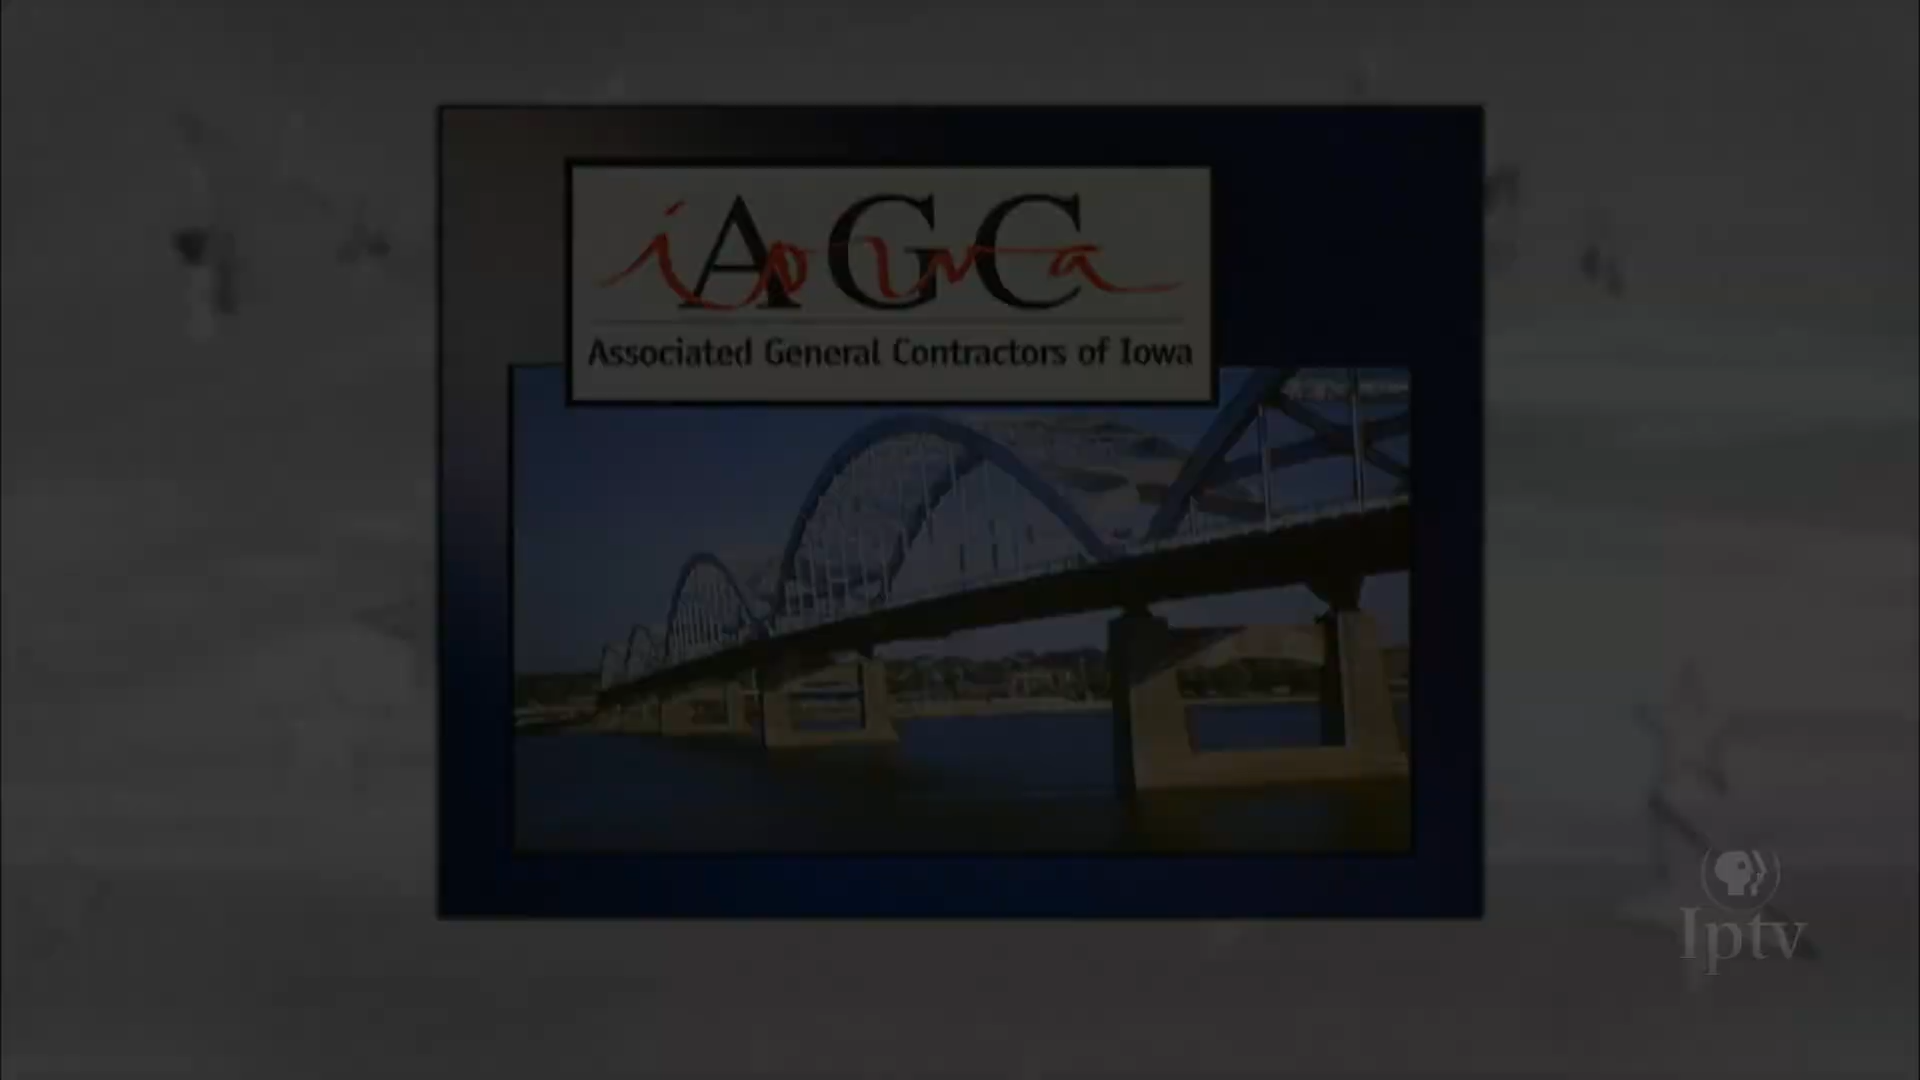 AGC
iowa
Associated General Contractors of Iowa
Iptv